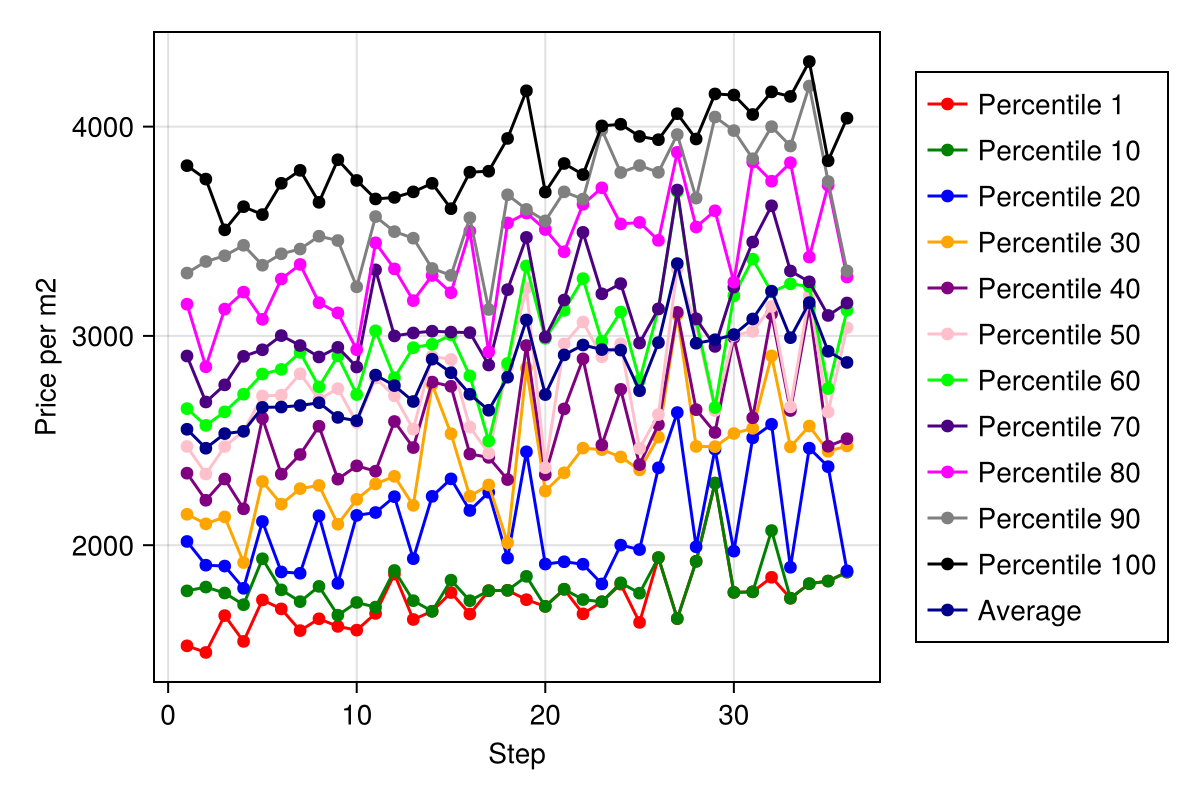 4000
3000
2000
Price per m2
0 10 20 30
Step
Percentile 1
Percentile 10
Percentile 20
Percentile 30
Percentile 40
Percentile 50
Percentile 60
Percentile 70
Percentile 80
Percentile 90
Percentile 100
Average